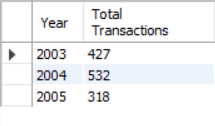 Year Total
Transactions
2003 427
2004 532
2005 318